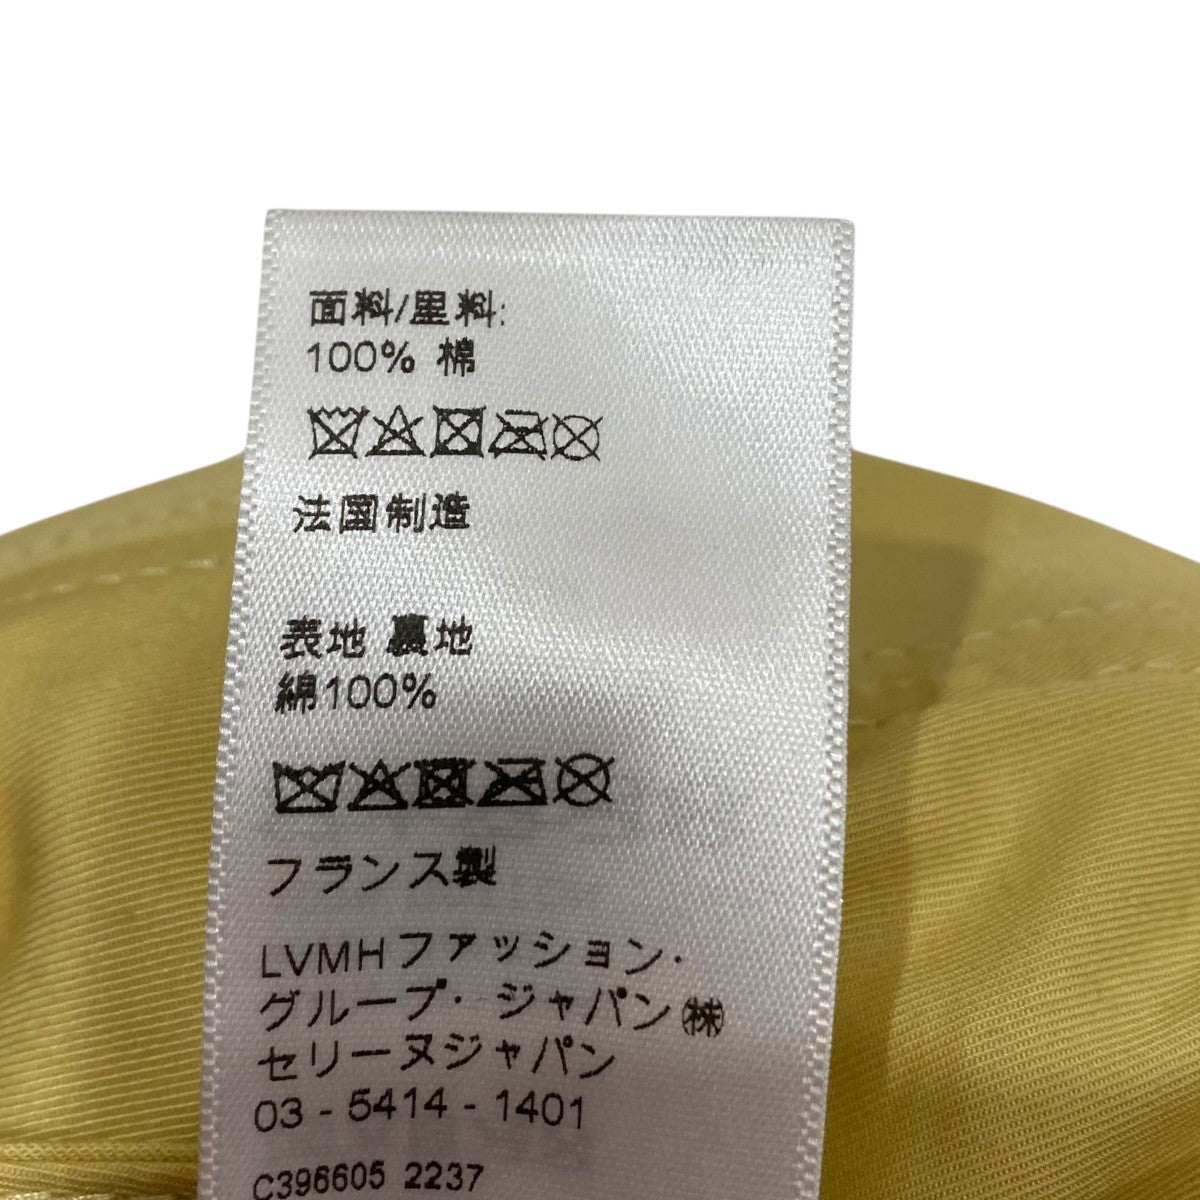 面料/里料:
100% 棉
法国制造
表地 裏地
綿100%
フランス製
LVMHファッション・
グループ・ジャパン㈱
セリーヌジャパン
03 - 5414 - 1401
C396605 2237